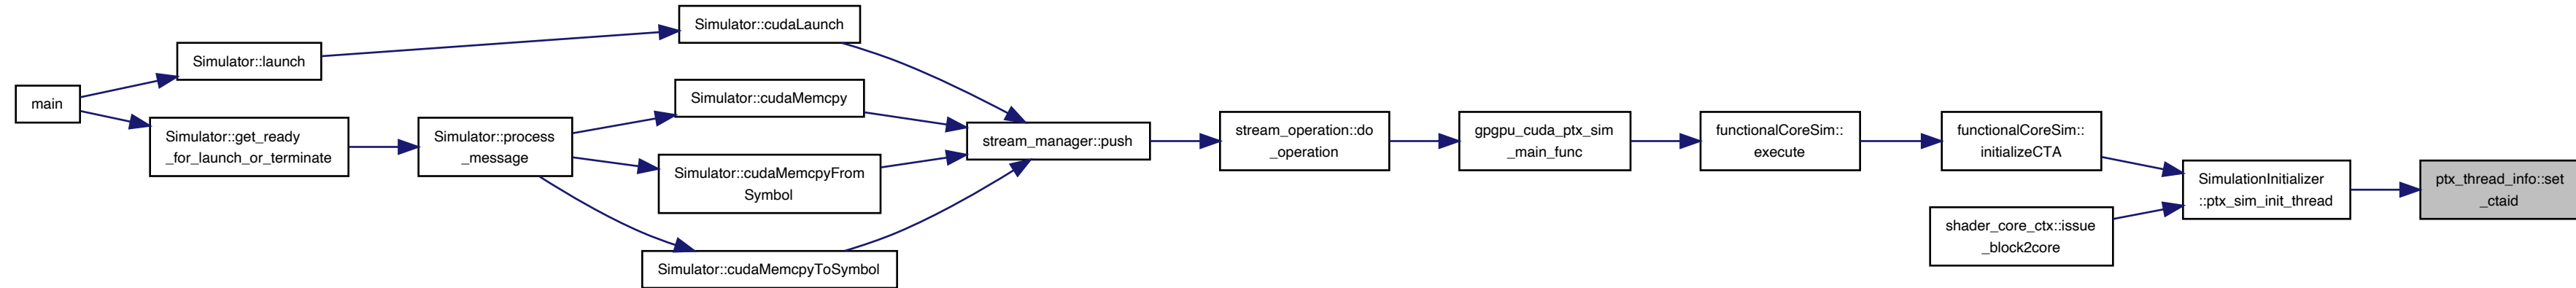 main
Simulator::launch
Simulator::get_ready
_for_launch_or_terminate
Simulator::process
_message
Simulator::cudaLaunch
Simulator::cudaMemcpy
Simulator::cudaMemcpyFrom
Symbol
Simulator::cudaMemcpyToSymbol
stream_manager::push
stream_operation::do
_operation
gpgpu_cuda_ptx_sim
_main_func
functionalCoreSim::
execute
functionalCoreSim::
initializeCTA
shader_core_ctx::issue
_block2core
SimulationInitializer
::ptx_sim_init_thread
ptx_thread_info::set
_ctaid